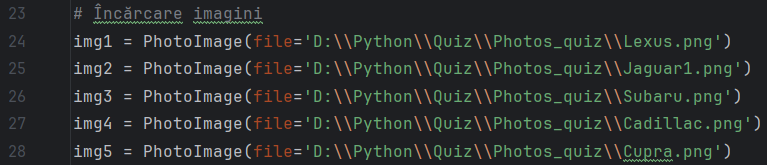 23 # Încărcare imagini
24 img1 = PhotoImage(file='D:\\Python\\Quiz\\Photos_quiz\\Lexus.png')
25 img2 = PhotoImage(file='D:\\Python\\Quiz\\Photos_quiz\\Jaguar1.png')
26 img3 = PhotoImage(file='D:\\Python\\Quiz\\Photos_quiz\\Subaru.png')
27 img4 = PhotoImage(file='D:\\Python\\Quiz\\Photos_quiz\\Cadillac.png')
28 img5 = PhotoImage(file='D:\\Python\\Quiz\\Photos_quiz\\Cupra.png')